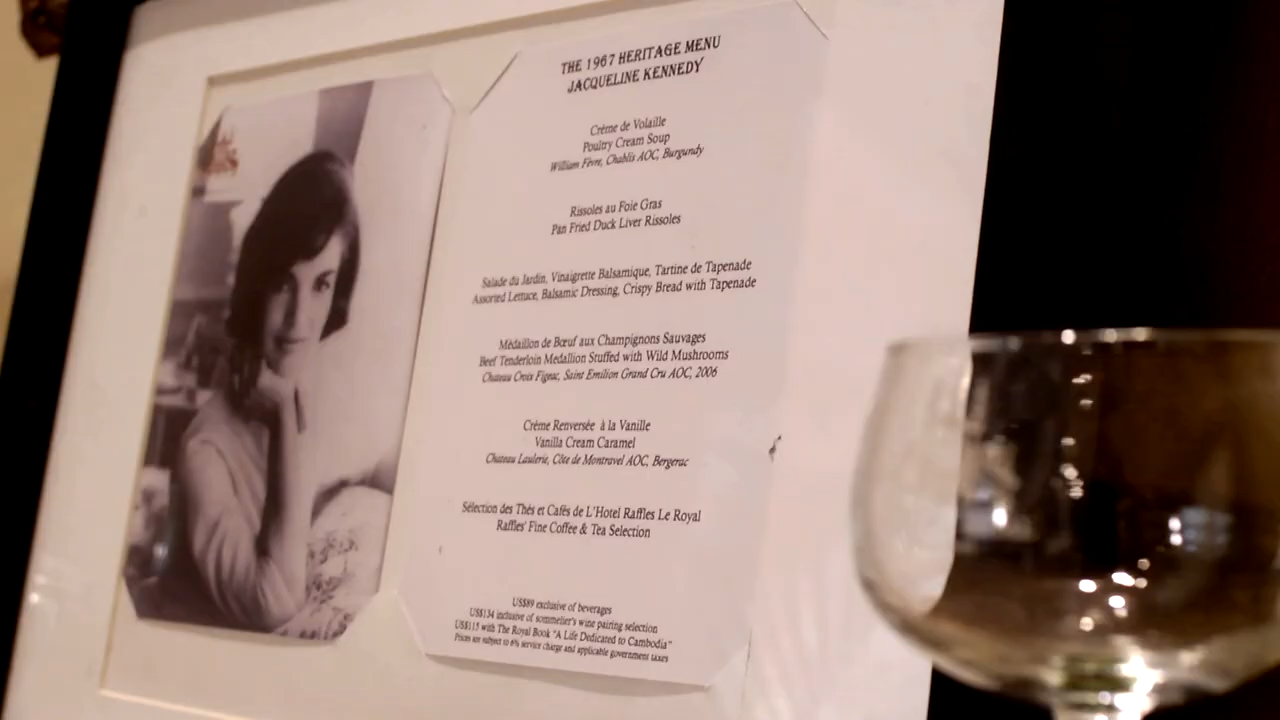 THE 1967 HERITAGE MENU
JACQUELINE KENNEDY
Crème de Volaille
Poultry Cream Soup
William Fèvre, Chablis AOC, Burgundy
Rissoles au Foie Gras
Pan Fried Duck Liver Rissoles
Salade du Jardin, Vinaigrette Balsamique, Tartine de Tapenade
Assorted Lettuce, Balsamic Dressing, Crispy Bread with Tapenade
Médaillon de Bœuf aux Champignons Sauvages
Beef Tenderloin Medallion Stuffed with Wild Mushrooms
Chateau Croix Figeac, Saint Emilion Grand Cru AOC, 2006
Crème Renversée à la Vanille
Vanilla Cream Caramel
Chateau Laulerie, Côte de Montravel AOC, Bergerac
Sélection des Thés et Cafés de L'Hotel Raffles Le Royal
Raffles' Fine Coffee & Tea Selection
US$89 exclusive of beverages
US$134 inclusive of sommelier's wine pairing selection
US$115 with The Royal Book "A Life Dedicated to Cambodia"
Prices are subject to 6% service charge and applicable government taxes